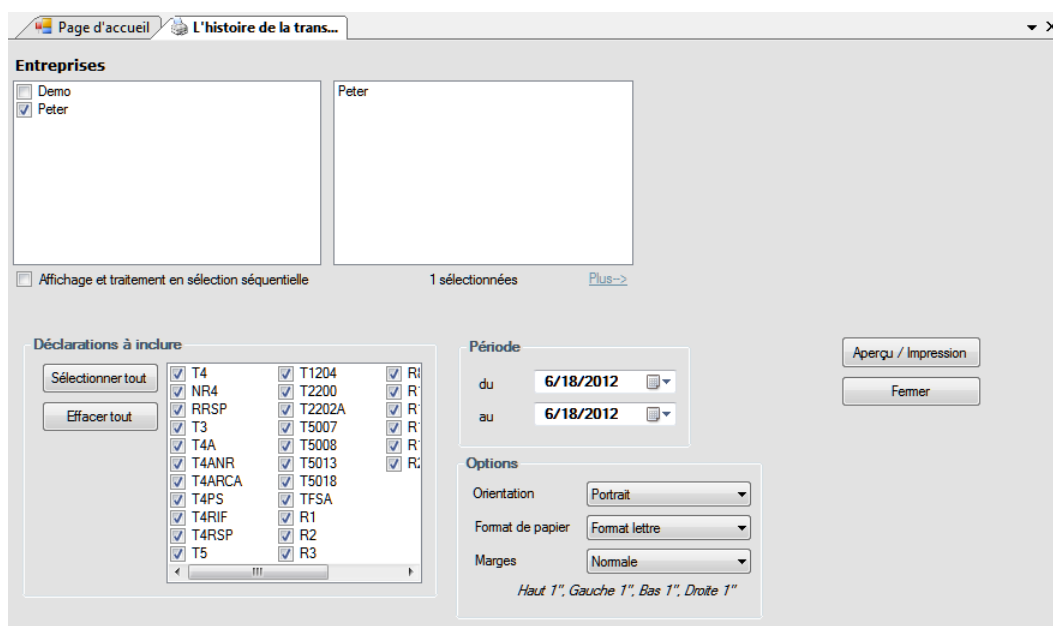 Page d'accueil
L'histoire de la trans...
Entreprises
Demo
Peter
Peter
Affichage et traitement en sélection séquentielle
1 sélectionnées
Plus-->
Déclarations à inclure
Sélectionner tout
Effacer tout
T4
NR4
RRSP
T3
T4A
T4ANR
T4ARCA
T4PS
T4RIF
T4RSP
T5
T1204
T2200
T2202A
T5007
T5008
T5013
T5018
TFSA
R1
R2
R3
Période
du 6/18/2012
au 6/18/2012
Options
Orientation Portrait
Format de papier Format lettre
Marges Normale
Haut 1", Gauche 1", Bas 1", Droite 1"
Aperçu / Impression
Fermer